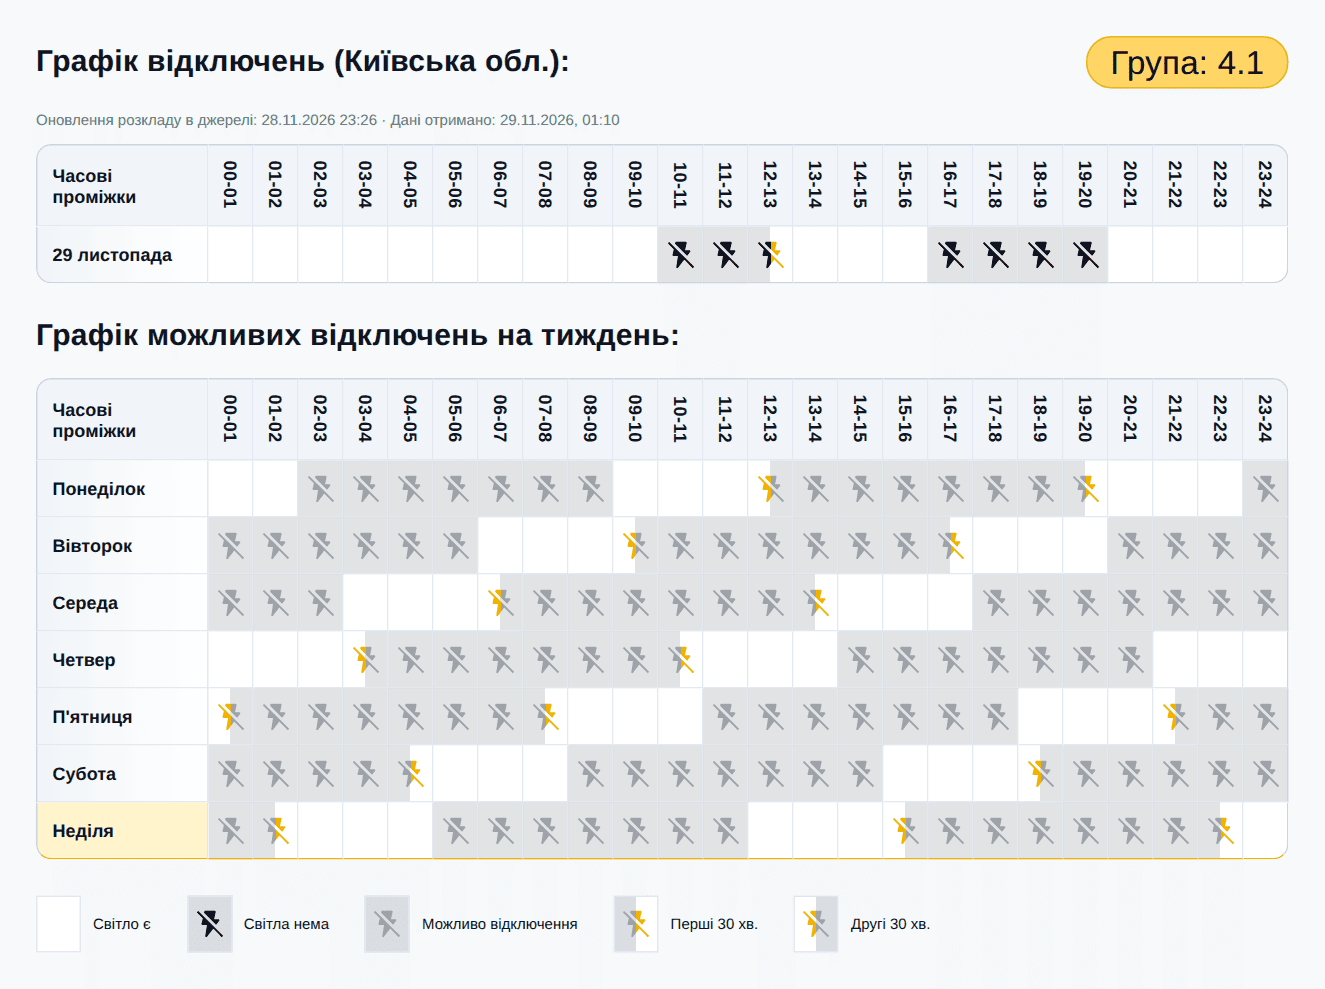 Графік відключень (Київська обл.):
Група: 4.1
Оновлення розкладу в джерелі: 28.11.2026 23:26 · Дані отримано: 29.11.2026, 01:10
Часові проміжки 00-01 01-02 02-03 03-04 04-05 05-06 06-07 07-08 08-09 09-10 10-11 11-12 12-13 13-14 14-15 15-16 16-17 17-18 18-19 19-20 20-21 21-22 22-23 23-24
29 листопада
Графік можливих відключень на тиждень:
Часові проміжки 00-01 01-02 02-03 03-04 04-05 05-06 06-07 07-08 08-09 09-10 10-11 11-12 12-13 13-14 14-15 15-16 16-17 17-18 18-19 19-20 20-21 21-22 22-23 23-24
Понеділок
Вівторок
Середа
Четвер
П'ятниця
Субота
Неділя
Світло є Світла нема Можливо відключення Перші 30 хв. Другі 30 хв.